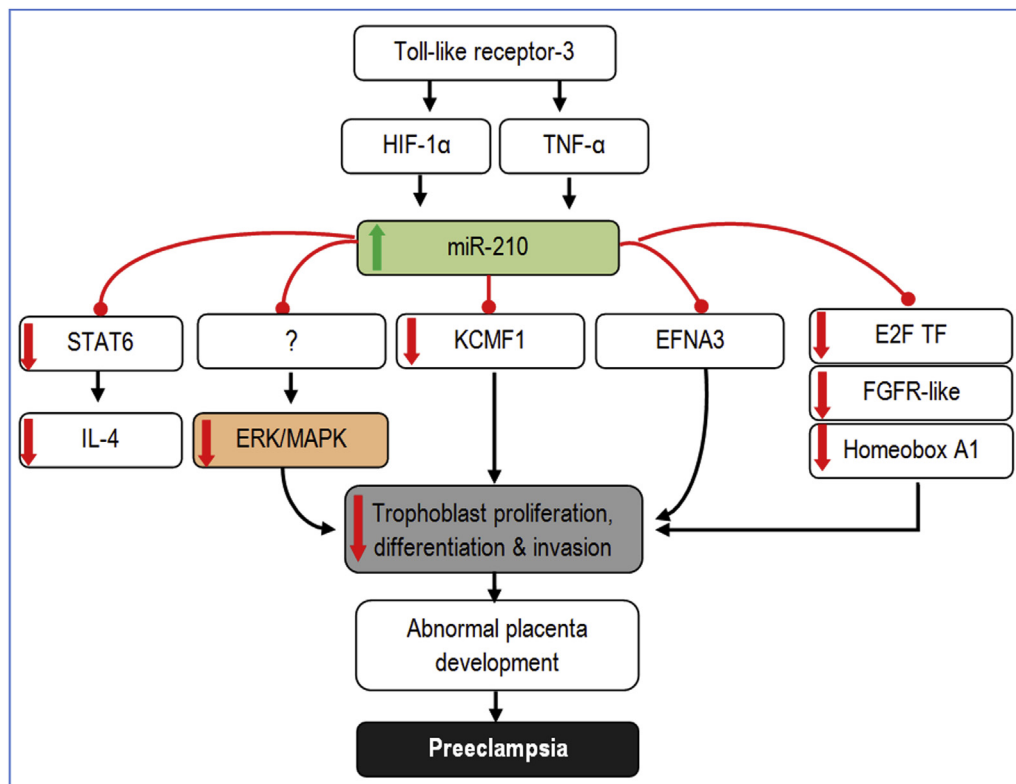 Toll-like receptor-3
HIF-1α
TNF-α
miR-210
STAT6
?
KCMF1
EFNA3
E2F TF
FGFR-like
Homeobox A1
IL-4
ERK/MAPK
Trophoblast proliferation,
differentiation & invasion
Abnormal placenta
development
Preeclampsia